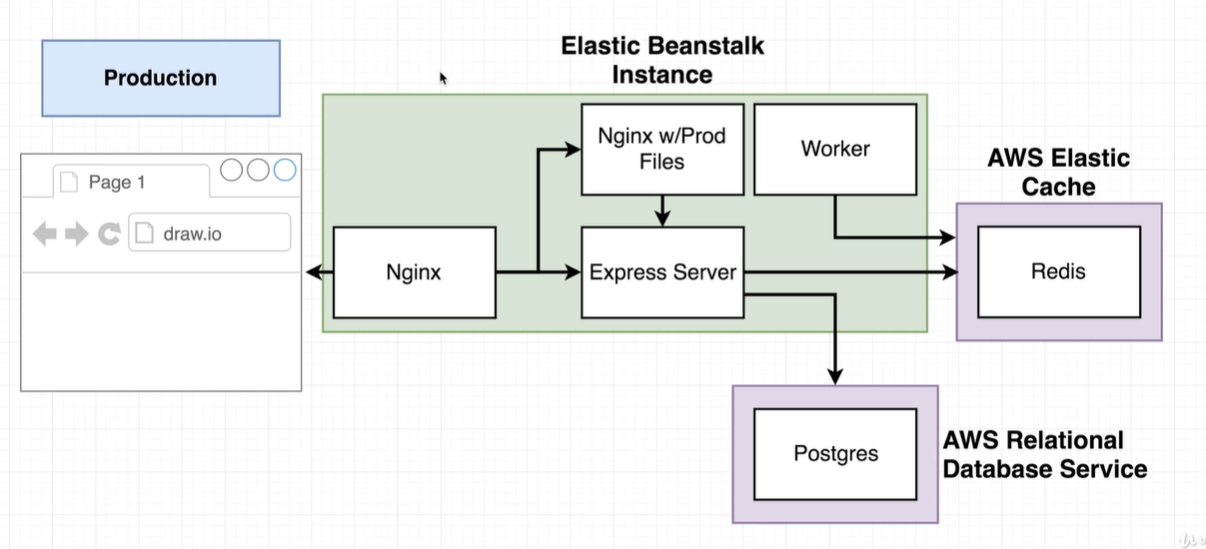 Production
Page 1
draw.io
Elastic Beanstalk
Instance
Nginx w/Prod
Files
Worker
Nginx
Express Server
AWS Elastic
Cache
Redis
Postgres
AWS Relational
Database Service